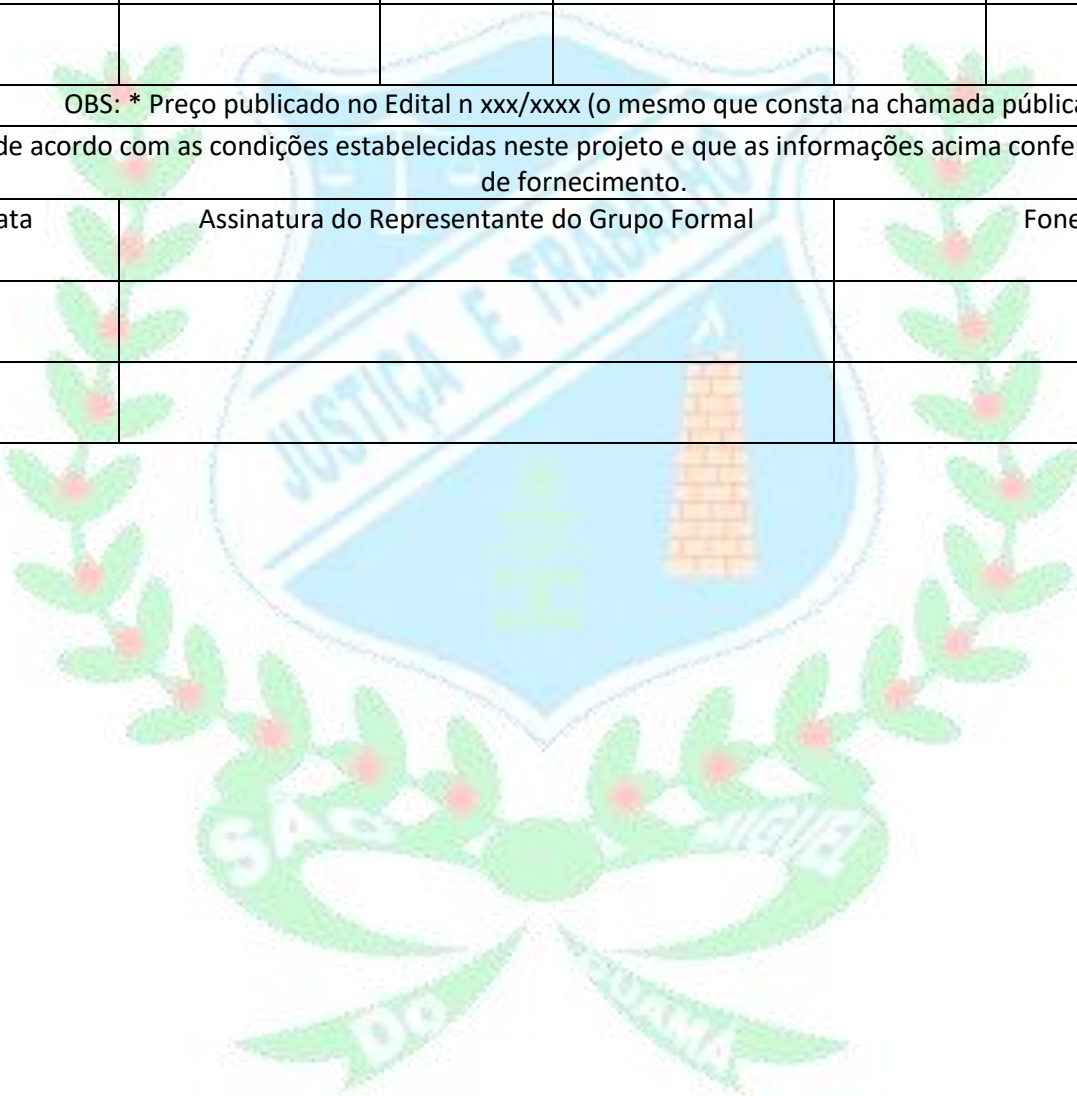 OBS: * Preço publicado no Edital n xxx/xxxx (o mesmo que consta na chamada pública
de acordo com as condições estabelecidas neste projeto e que as informações acima confe
de fornecimento.
ata Assinatura do Representante do Grupo Formal Fone
JUSTIÇA E TRABALHO
SÃO MIGUEL
DO GUAMÁ